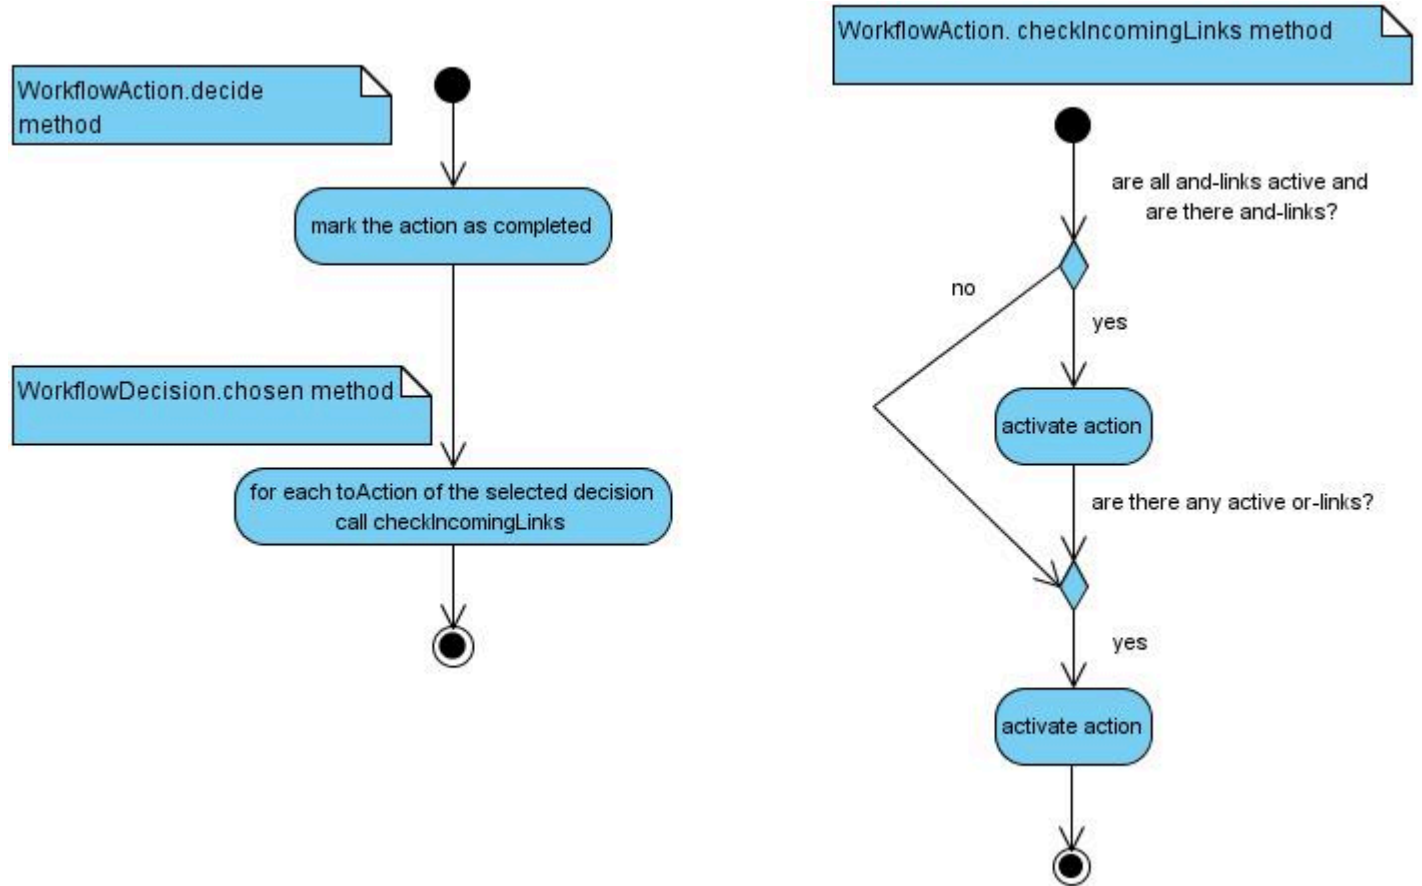 WorkflowAction.decide
method
mark the action as completed
WorkflowDecision.chosen method
for each toAction of the selected decision
call checkIncomingLinks
WorkflowAction. checkIncomingLinks method
are all and-links active and
are there and-links?
no
yes
activate action
are there any active or-links?
yes
activate action